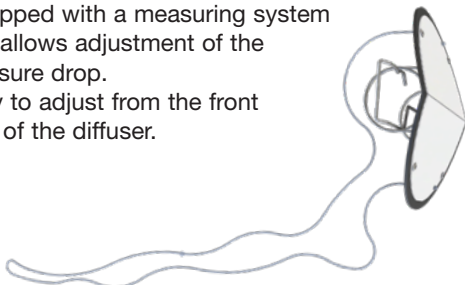 pped with a measuring system
allows adjustment of the
sure drop.
y to adjust from the front
of the diffuser.